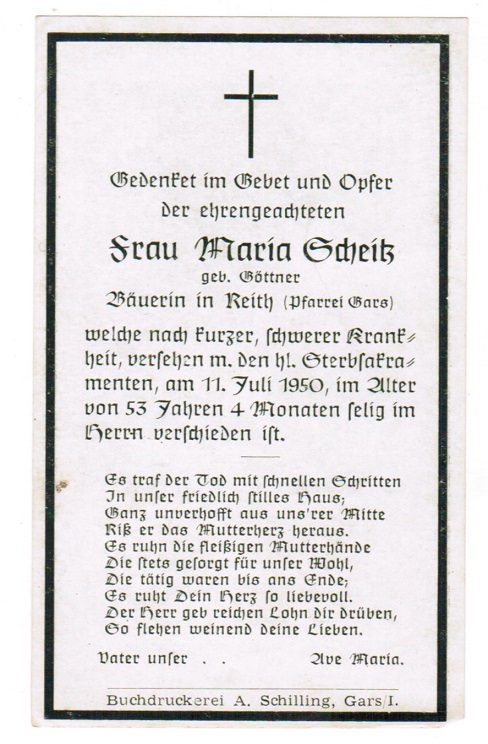 Gedenket im Gebet und Opfer
der ehrengeachteten
Frau Maria Scheitz
geb. Göttner
Bäuerin in Reith (Pfarrei Gars)
welche nach kurzer, schwerer Krank-
heit, versehen m. den hl. Sterbsakra-
menten, am 11. Juli 1950, im Alter
von 53 Jahren 4 Monaten selig im
Herrn verschieden ist.
Es traf der Tod mit schnellen Schritten
In unser friedlich stilles Haus;
Ganz unverhofft aus uns'rer Mitte
Riß er das Mutterherz heraus.
Es ruhn die fleißigen Mutterhände
Die stets gesorgt für unser Wohl,
Die tätig waren bis ans Ende;
Es ruht Dein Herz so liebevoll.
Der Herr geb reichen Lohn dir drüben,
So flehen weinend deine Lieben.
Vater unser . . Ave Maria.
Buchdruckerei A. Schilling, Gars/I.